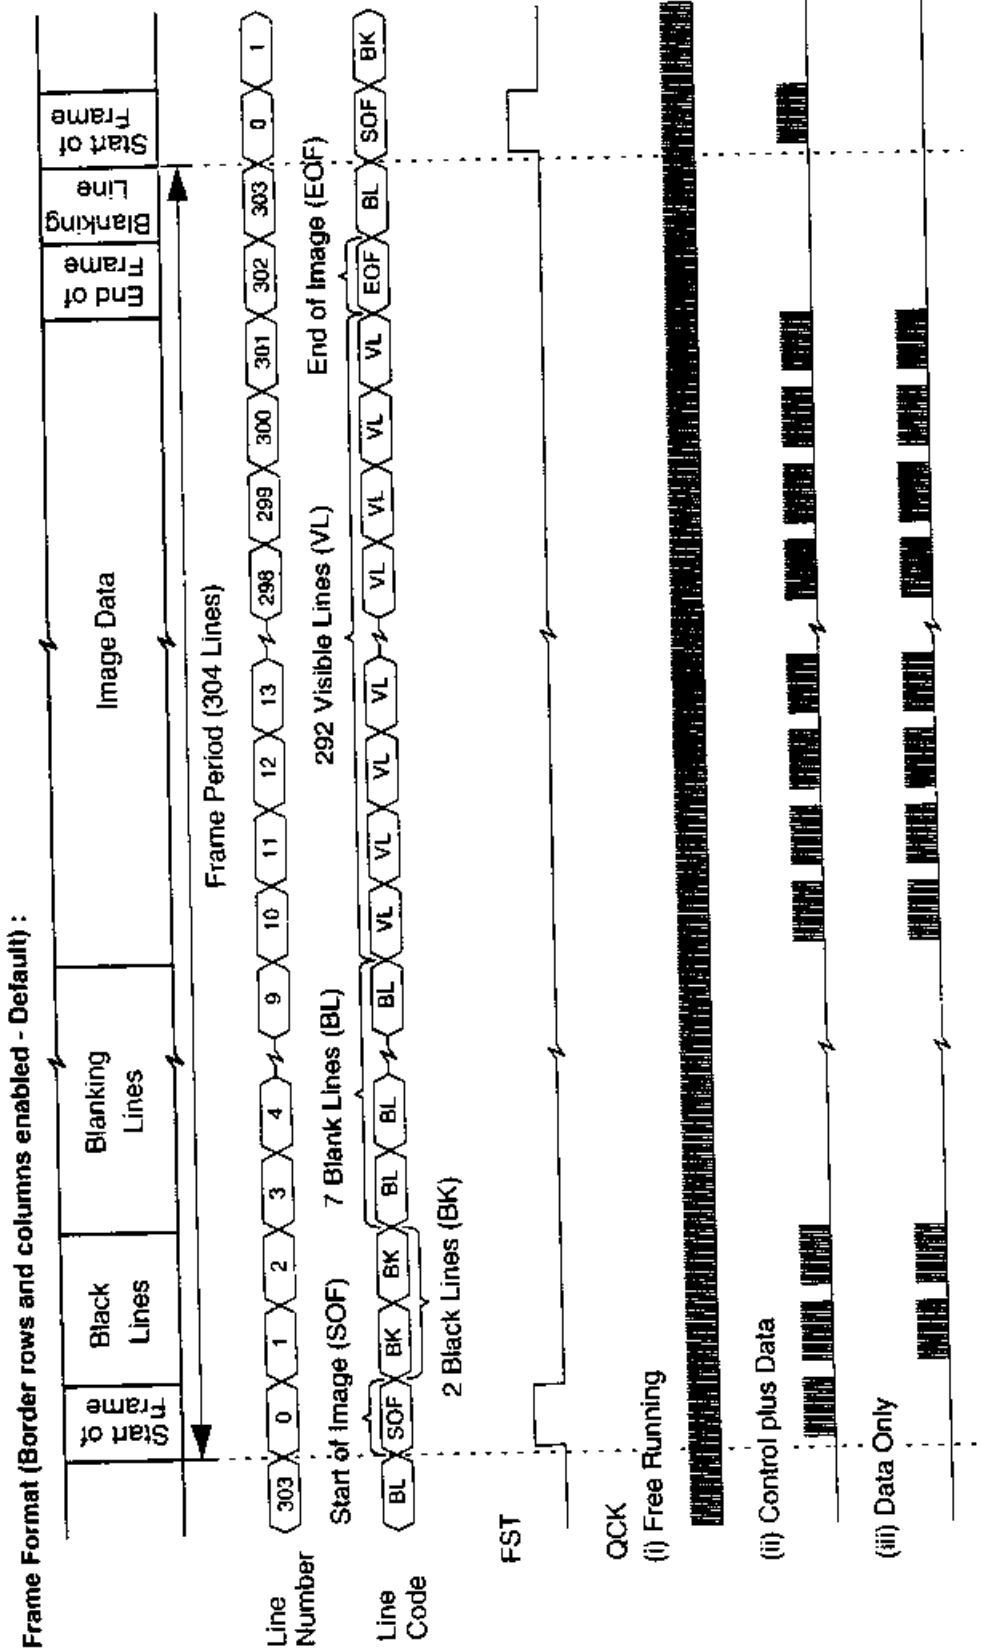 Frame Format (Border rows and columns enabled - Default) :
Start of
Frame
Black
Lines
Blanking
Lines
Image Data
End of
Frame
Blanking
Line
Start of
Frame
Frame Period (304 Lines)
Line
Number
303 0 1 2 3 4 9 10 11 12 13 298 299 300 301 302 303 0 1
Start of Image (SOF)
7 Blank Lines (BL)
292 Visible Lines (VL)
End of Image (EOF)
Line
Code
BL SOF BK BK BL BL BL VL VL VL VL VL VL VL VL EOF BL SOF BK
2 Black Lines (BK)
FST
QCK
(i) Free Running
(ii) Control plus Data
(iii) Data Only